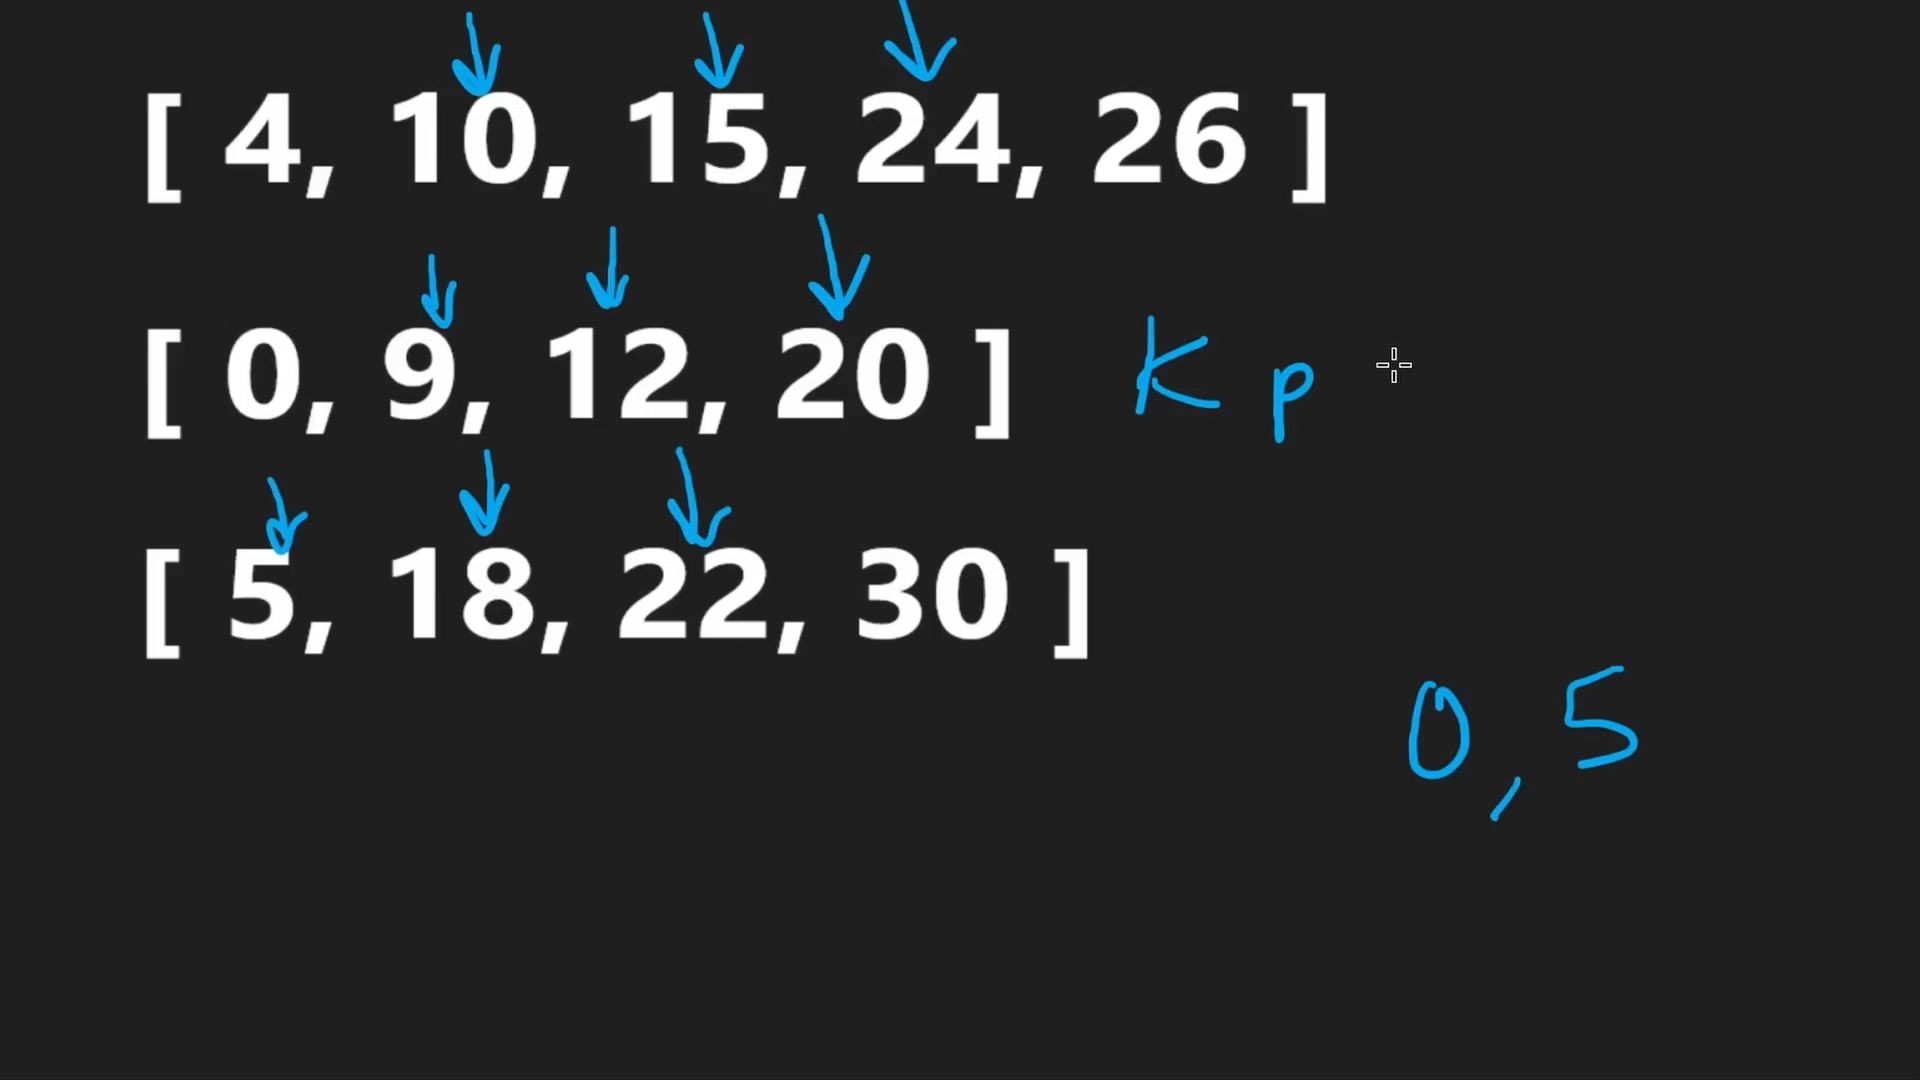 [ 4, 10, 15, 24, 26 ]
[ 0, 9, 12, 20 ] K p
[ 5, 18, 22, 30 ]
0, 5